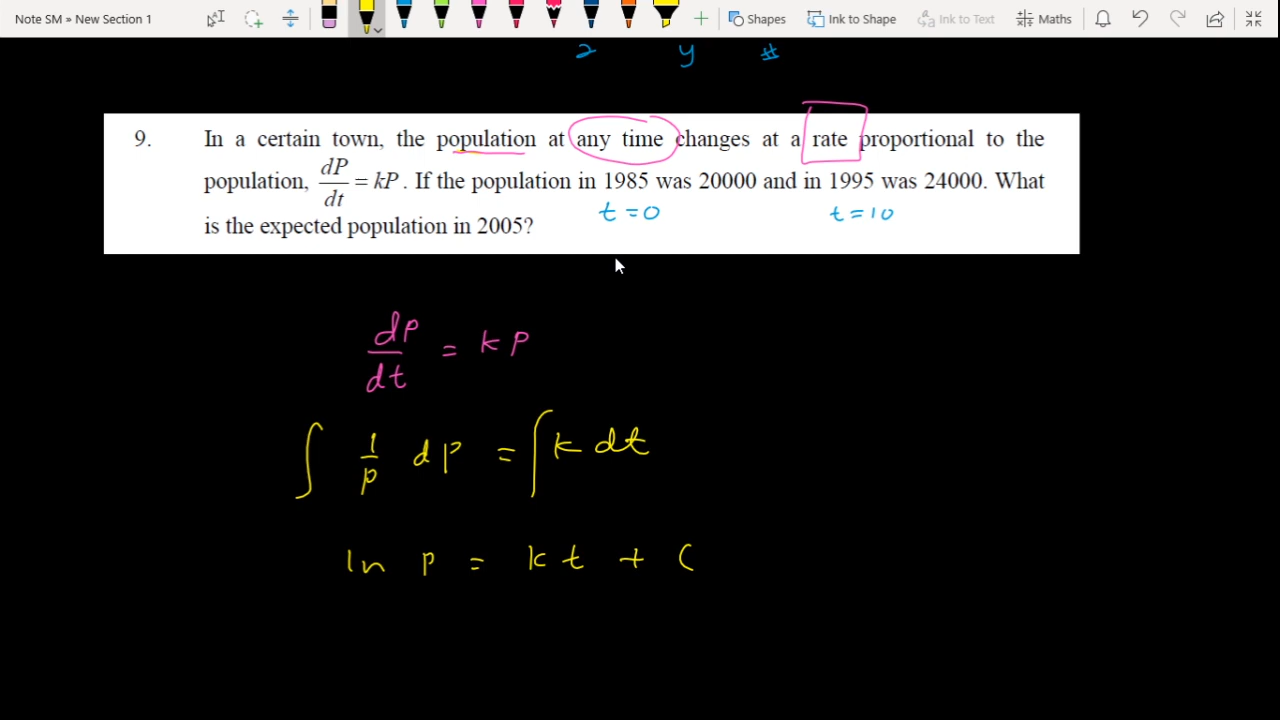 Note SM » New Section 1
Shapes
Ink to Shape
Ink to Text
Maths
2 y #
9. In a certain town, the population at any time changes at a rate proportional to the
population, dP/dt = kP. If the population in 1985 was 20000 and in 1995 was 24000. What
t = 0 t = 10
is the expected population in 2005?
dP/dt = kP
∫ 1/P dP = ∫ k dt
ln P = kt + C